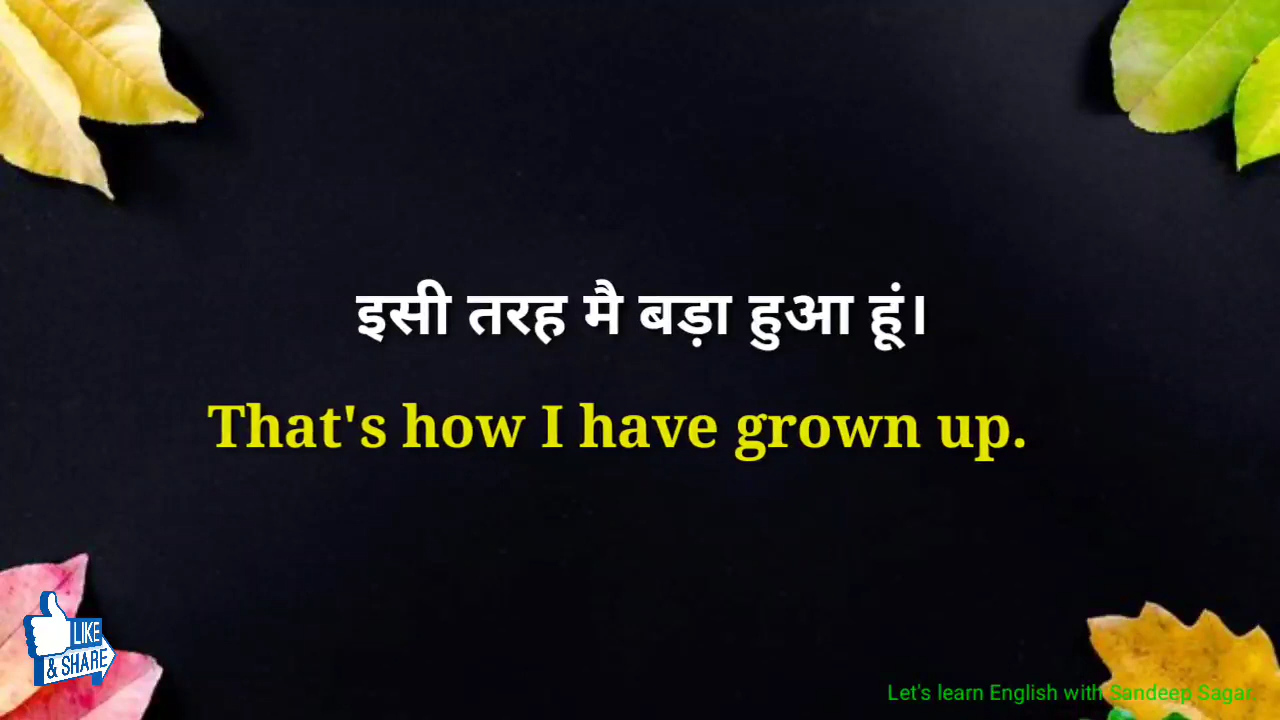 इसी तरह मै बड़ा हुआ हूं।
That's how I have grown up.
LIKE
& SHARE
Let's learn English with Sandeep Sagar.